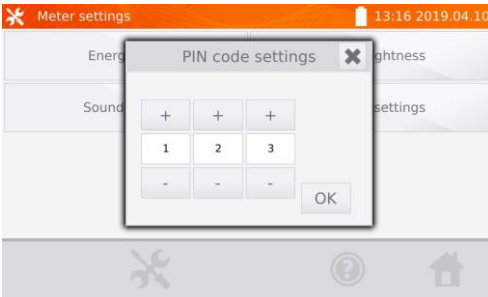 Meter settings 13:16 2019.04.10
Energ PIN code settings ghtness
Sound settings
+ + +
1 2 3
- - -
OK